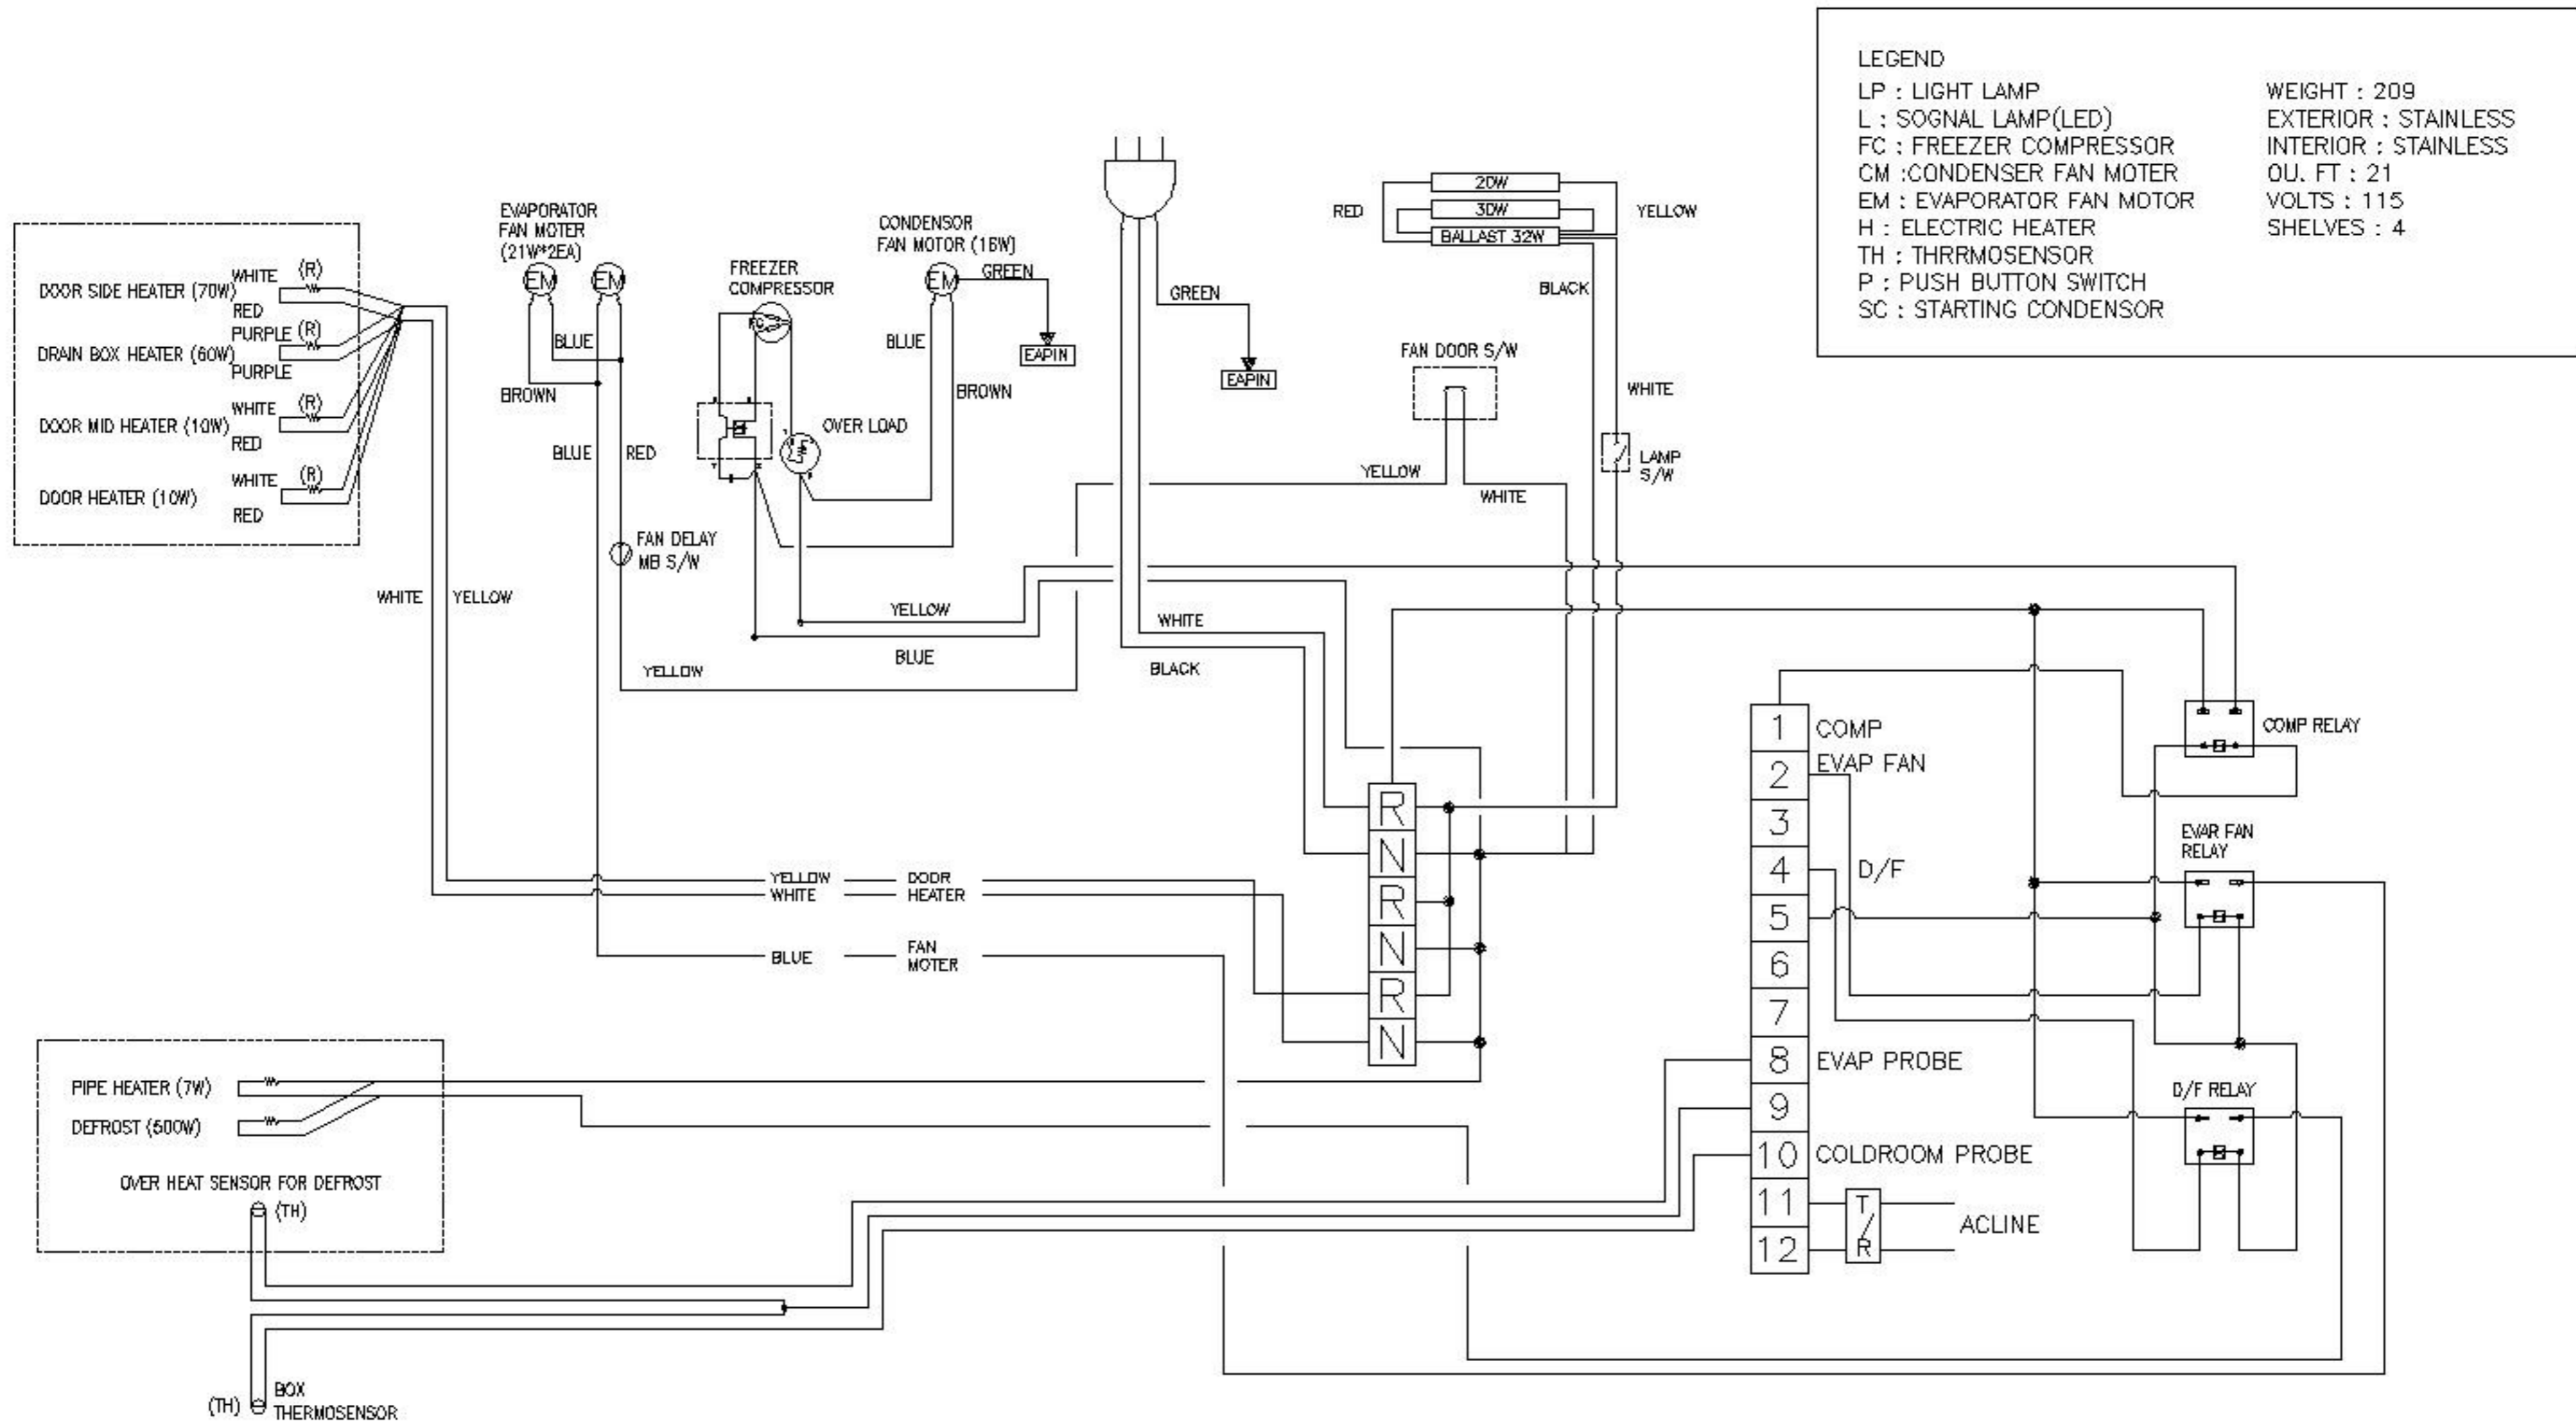 LEGEND
LP : LIGHT LAMP
L : SOGNAL LAMP(LED)
FC : FREEZER COMPRESSOR
CM :CONDENSER FAN MOTER
EM : EVAPORATOR FAN MOTOR
H : ELECTRIC HEATER
TH : THRRMOSENSOR
P : PUSH BUTTON SWITCH
SC : STARTING CONDENSOR
WEIGHT : 209
EXTERIOR : STAINLESS
INTERIOR : STAINLESS
OU. FT : 21
VOLTS : 115
SHELVES : 4
DOOR SIDE HEATER (70W)
WHITE
(R)
RED
DRAIN BOX HEATER (60W)
PURPLE
(R)
PURPLE
DOOR MID HEATER (10W)
WHITE
(R)
RED
DOOR HEATER (10W)
WHITE
(R)
RED
WHITE
YELLOW
EVAPORATOR
FAN MOTER
(21W*2EA)
EM
EM
BLUE
BROWN
BLUE
RED
FAN DELAY
MB S/W
YELLOW
FREEZER
COMPRESSOR
FC
OVER LOAD
CONDENSOR
FAN MOTOR (16W)
EM
GREEN
EAPIN
BLUE
BROWN
YELLOW
BLUE
GREEN
EAPIN
WHITE
BLACK
20W
30W
BALLAST 32W
RED
YELLOW
BLACK
WHITE
FAN DOOR S/W
YELLOW
WHITE
LAMP
S/W
R
N
R
N
R
N
YELLOW
DOOR
WHITE
HEATER
BLUE
FAN
MOTER
1
COMP
2
EVAP FAN
3
4
D/F
5
6
7
8
EVAP PROBE
9
10
COLDROOM PROBE
11
12
T/R
ACLINE
COMP RELAY
EVAR FAN
RELAY
D/F RELAY
PIPE HEATER (7W)
DEFROST (500W)
OVER HEAT SENSOR FOR DEFROST
(TH)
(TH)
BOX
THERMOSENSOR